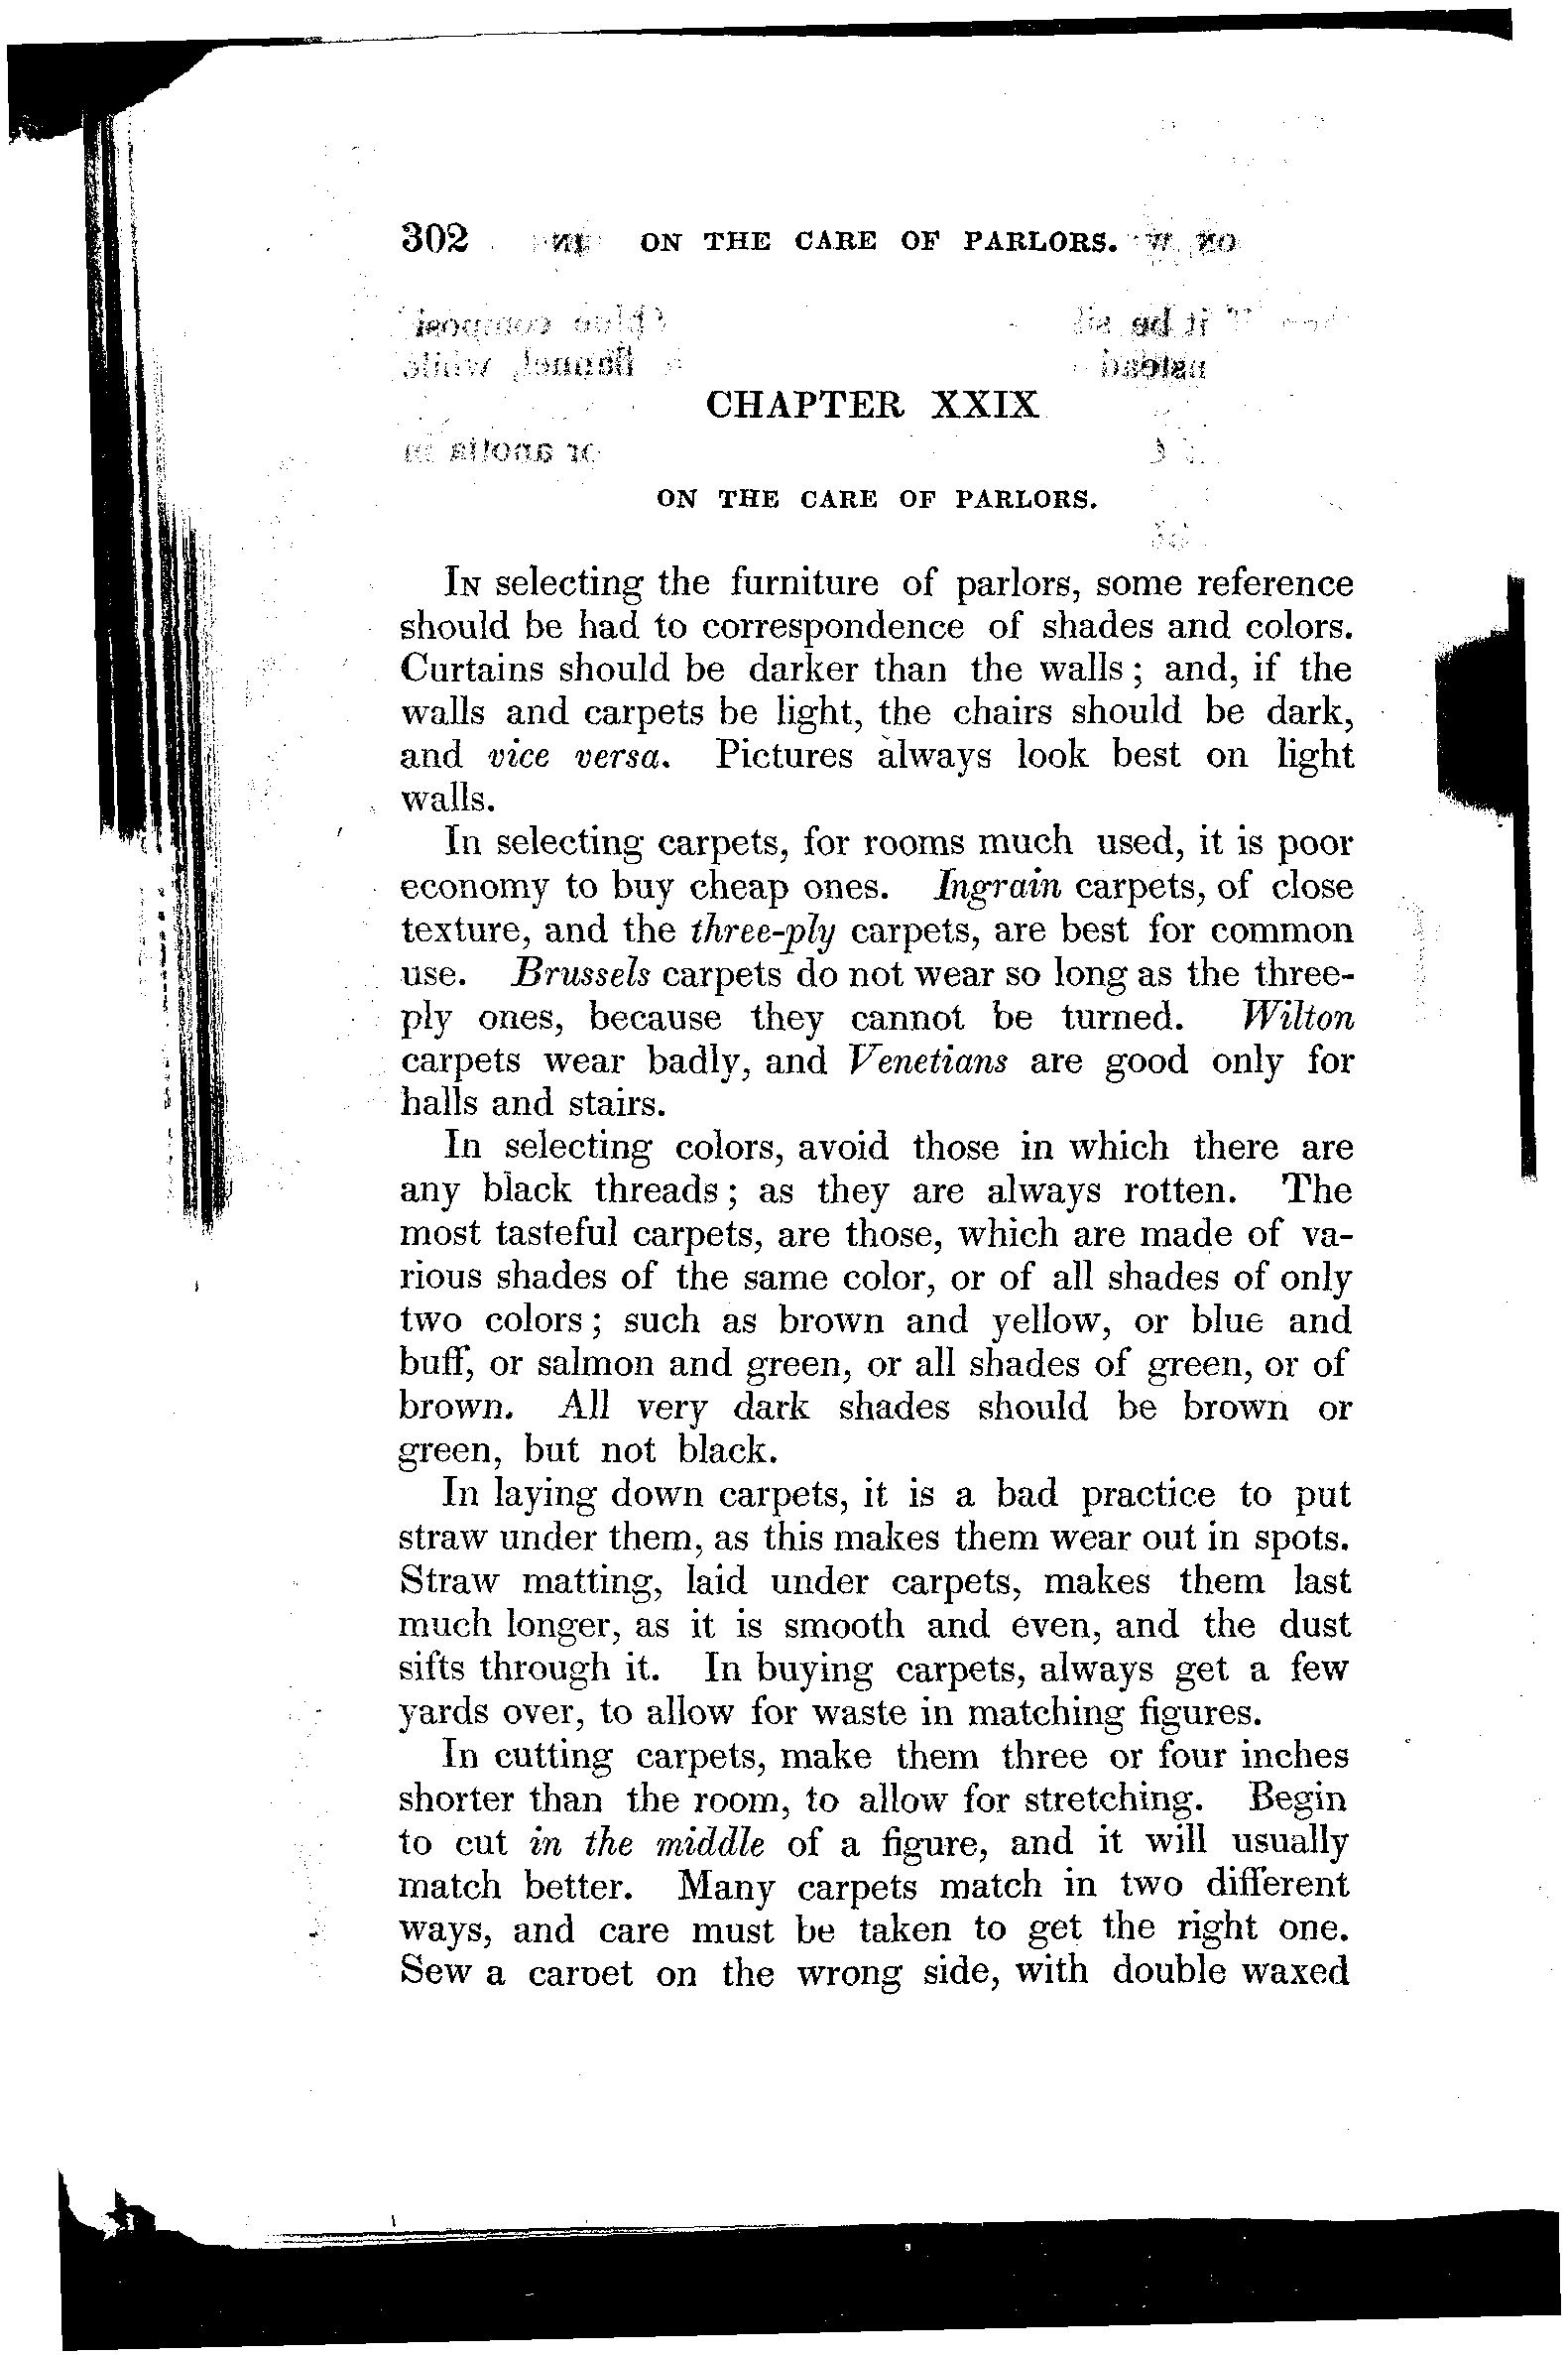 302 ON THE CARE OF PARLORS.
CHAPTER XXIX
ON THE CARE OF PARLORS.
IN selecting the furniture of parlors, some reference
should be had to correspondence of shades and colors.
Curtains should be darker than the walls; and, if the
walls and carpets be light, the chairs should be dark,
and vice versa. Pictures always look best on light
walls.
In selecting carpets, for rooms much used, it is poor
economy to buy cheap ones. Ingrain carpets, of close
texture, and the three-ply carpets, are best for common
use. Brussels carpets do not wear so long as the three-
ply ones, because they cannot be turned. Wilton
carpets wear badly, and Venetians are good only for
halls and stairs.
In selecting colors, avoid those in which there are
any black threads; as they are always rotten. The
most tasteful carpets, are those, which are made of va-
rious shades of the same color, or of all shades of only
two colors; such as brown and yellow, or blue and
buff, or salmon and green, or all shades of green, or of
brown. All very dark shades should be brown or
green, but not black.
In laying down carpets, it is a bad practice to put
straw under them, as this makes them wear out in spots.
Straw matting, laid under carpets, makes them last
much longer, as it is smooth and even, and the dust
sifts through it. In buying carpets, always get a few
yards over, to allow for waste in matching figures.
In cutting carpets, make them three or four inches
shorter than the room, to allow for stretching. Begin
to cut in the middle of a figure, and it will usually
match better. Many carpets match in two different
ways, and care must be taken to get the right one.
Sew a carpet on the wrong side, with double waxed